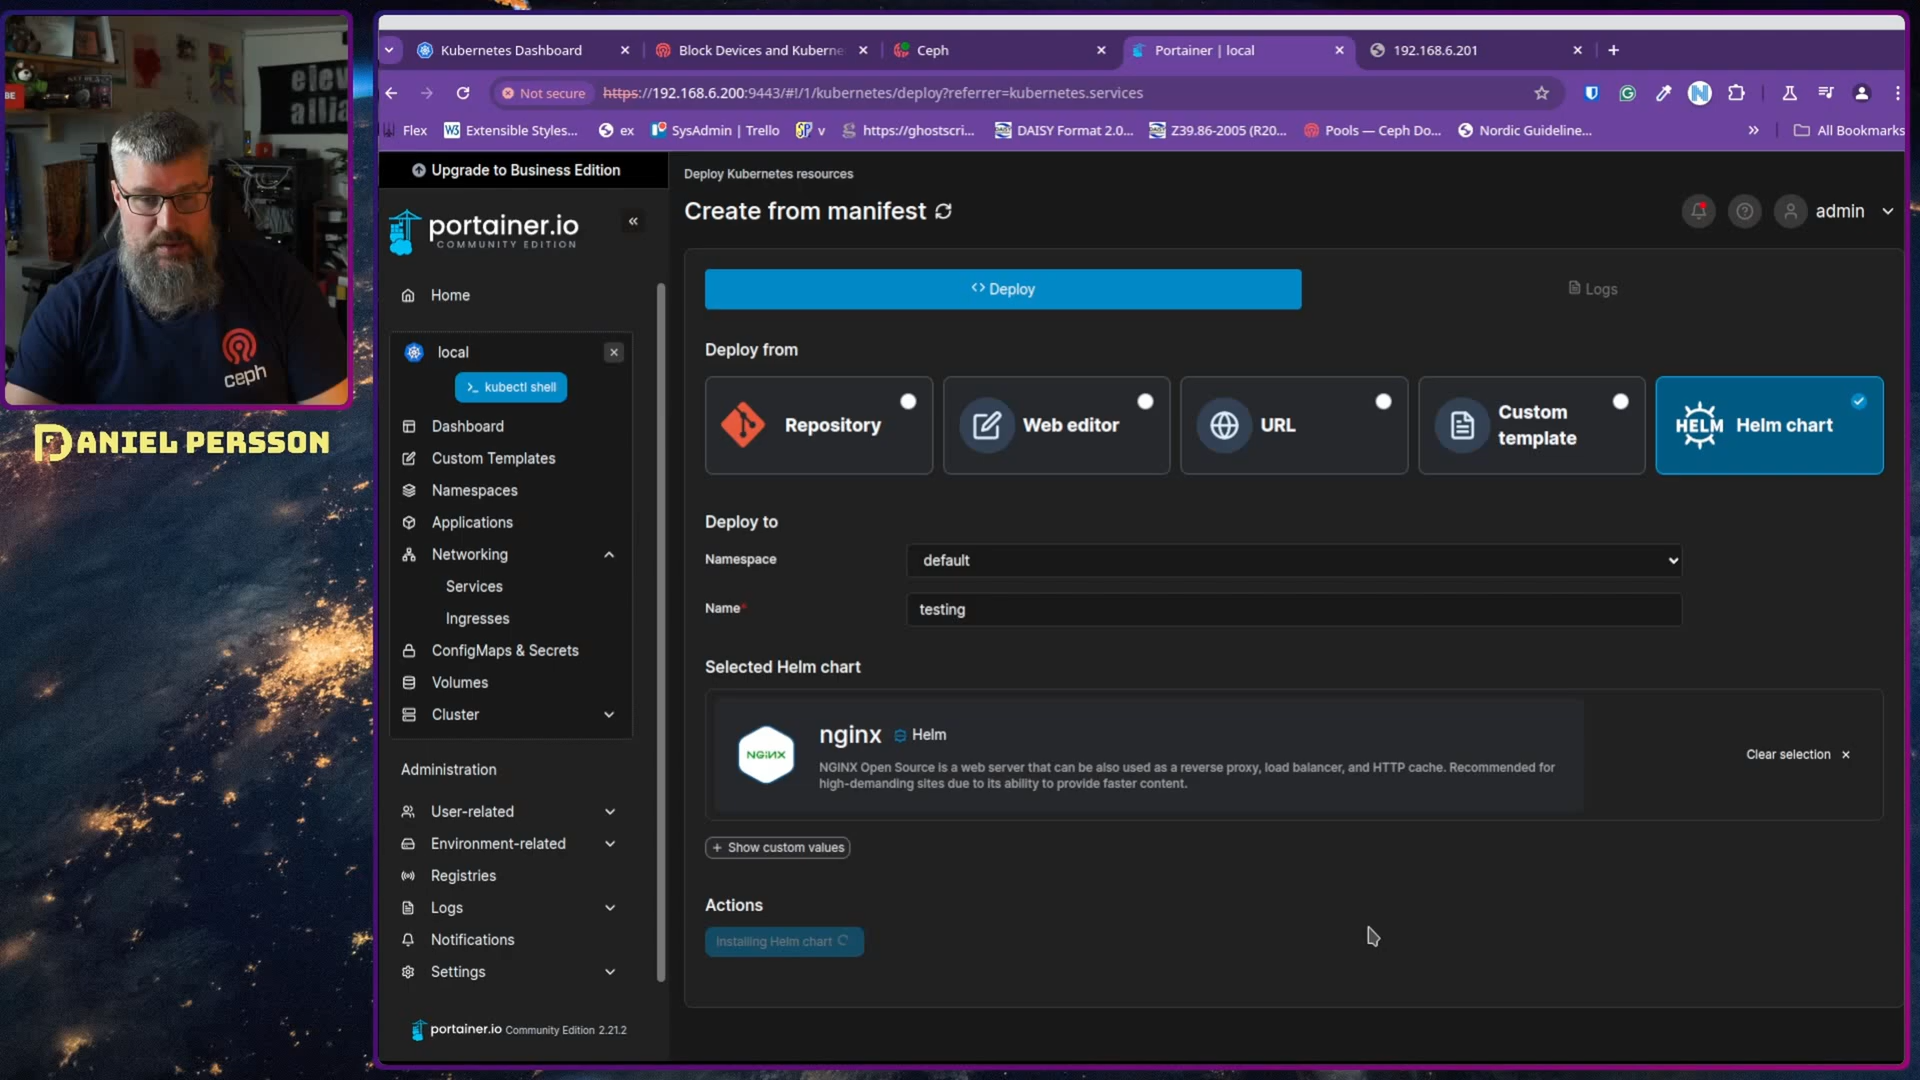 Kubernetes Dashboard
Block Devices and Kuberne
Ceph
Portainer | local
192.168.6.201
Not secure
https://192.168.6.200:9443/#!/1/kubernetes/deploy?referrer=kubernetes.services
Flex
Extensible Styles...
ex
SysAdmin | Trello
v
https://ghostscri...
DAISY Format 2.0...
Z39.86-2005 (R20...
Pools — Ceph Do...
Nordic Guideline...
All Bookmarks
Upgrade to Business Edition
portainer.io
COMMUNITY EDITION
Home
local
kubectl shell
Dashboard
Custom Templates
Namespaces
Applications
Networking
Services
Ingresses
ConfigMaps & Secrets
Volumes
Cluster
Administration
User-related
Environment-related
Registries
Logs
Notifications
Settings
portainer.io Community Edition 2.21.2
Deploy Kubernetes resources
Create from manifest
admin
Deploy
Logs
Deploy from
Repository
Web editor
URL
Custom
template
HELM
Helm chart
Deploy to
Namespace
default
Name*
testing
Selected Helm chart
NGINX
nginx
Helm
NGINX Open Source is a web server that can be also used as a reverse proxy, load balancer, and HTTP cache. Recommended for
high-demanding sites due to its ability to provide faster content.
Clear selection
Show custom values
Actions
Installing Helm chart
ceph
DANIEL PERSSON